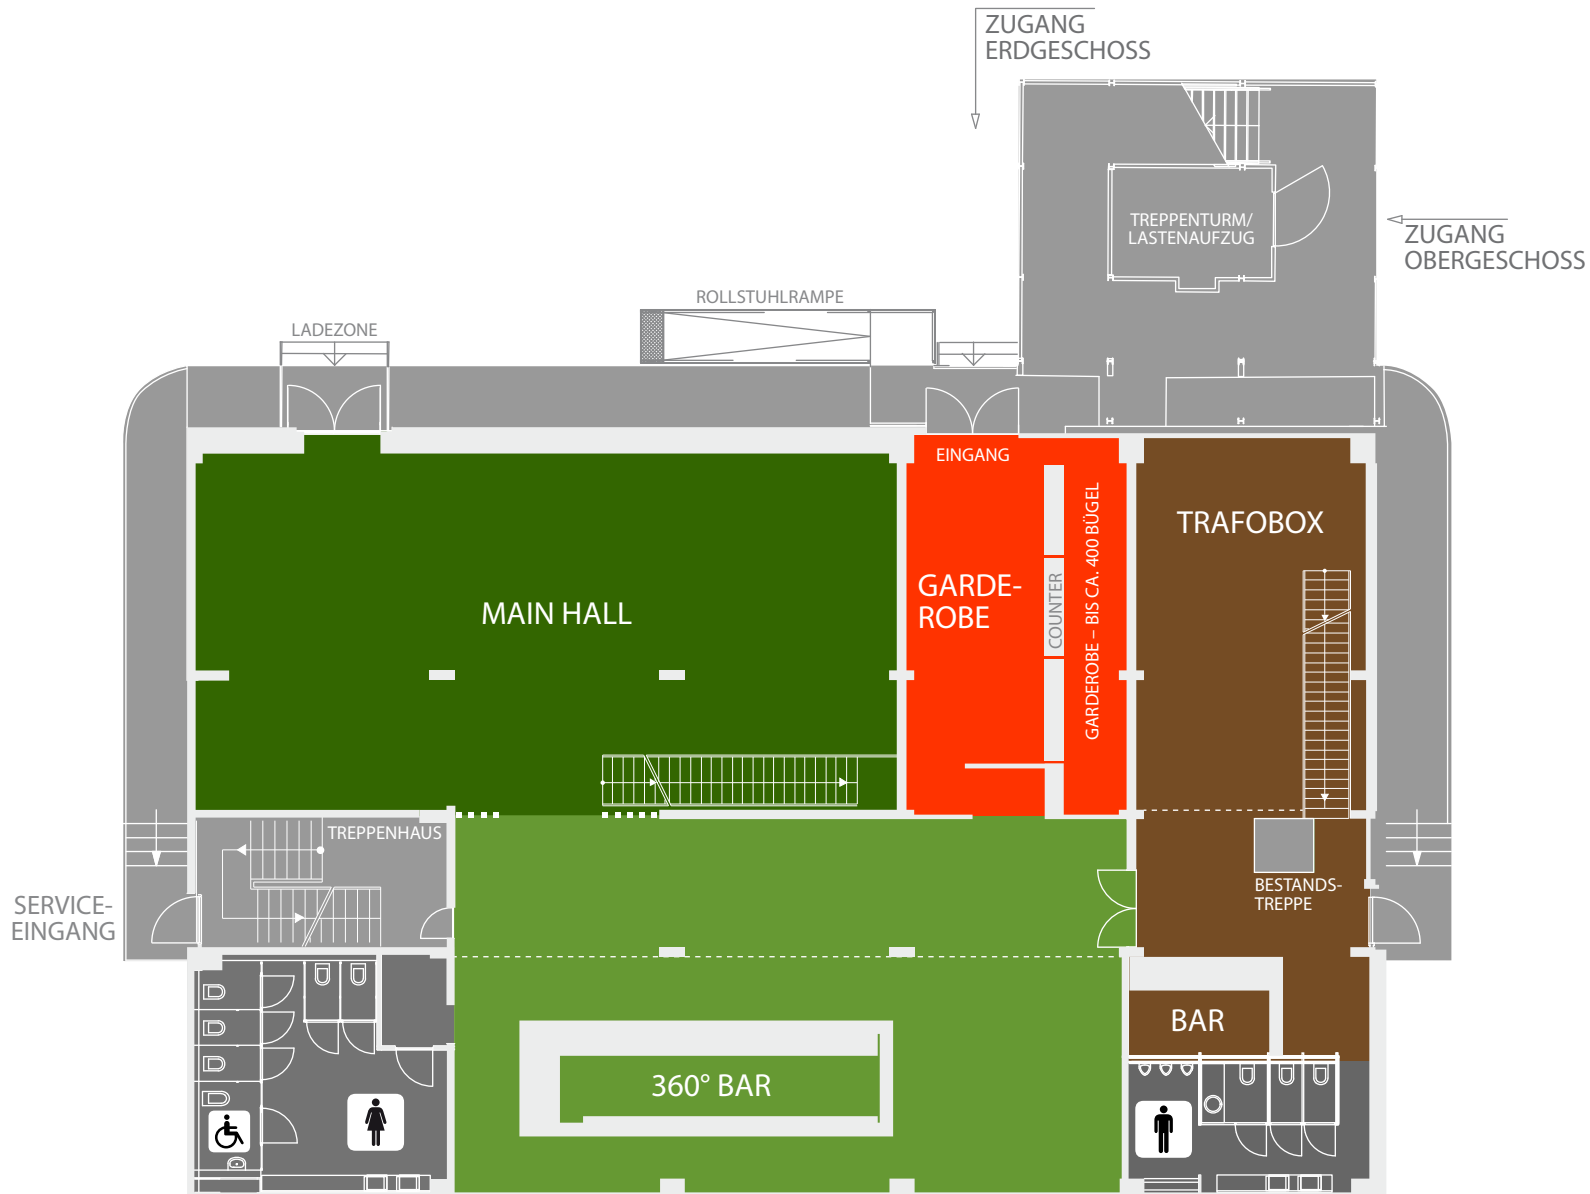 ZUGANG
ERDGESCHOSS
TREPPENTURM/
LASTENAUFZUG
ZUGANG
OBERGESCHOSS
ROLLSTUHLRAMPE
LADEZONE
EINGANG
GARDEROBE – BIS CA. 400 BÜGEL
TRAFOBOX
GARDE-
ROBE
COUNTER
MAIN HALL
TREPPENHAUS
SERVICE-
EINGANG
BESTANDS-
TREPPE
BAR
360° BAR